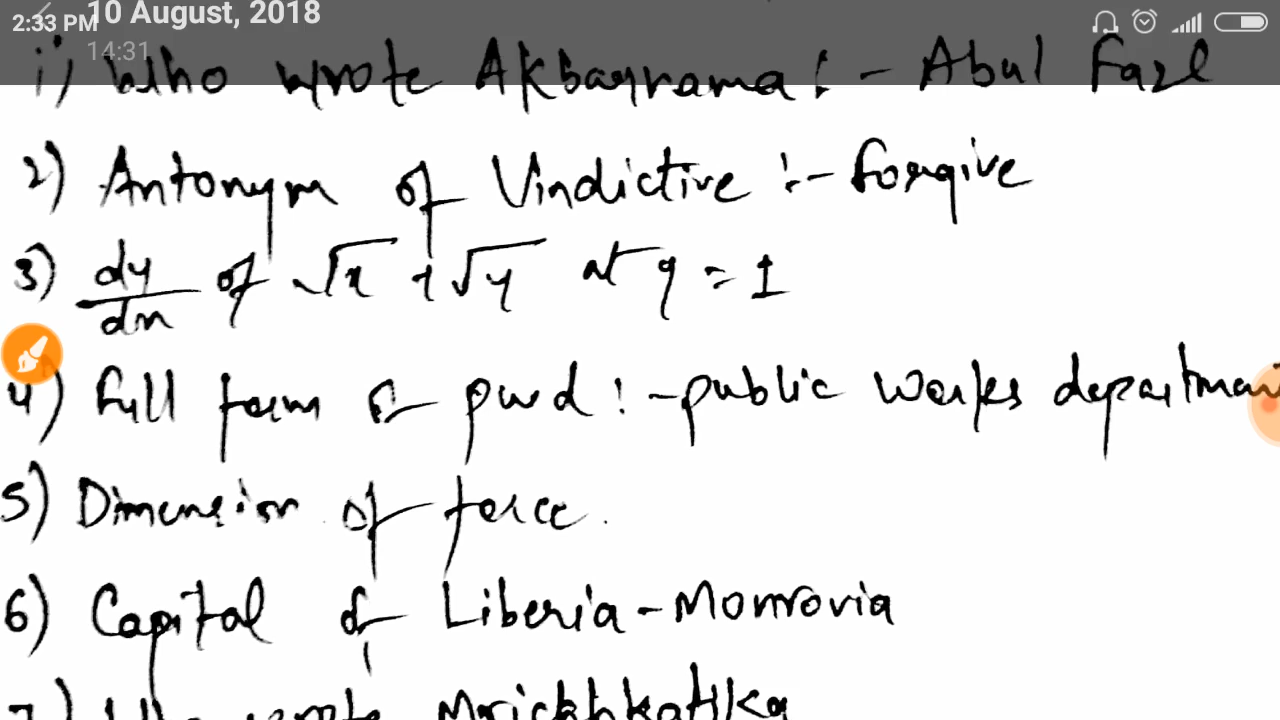 2:33 PM
10 August, 2018
14:31
1) Who wrote Akbarnama :- Abul Fazl
2) Antonym of Vindictive :- Forgive
3) dy/dx of √x + √y at y = 1
4) Full form of pwd :- public works department
5) Dimension of force.
6) Capital of Liberia - Monrovia
7) Who wrote Mricchkatika